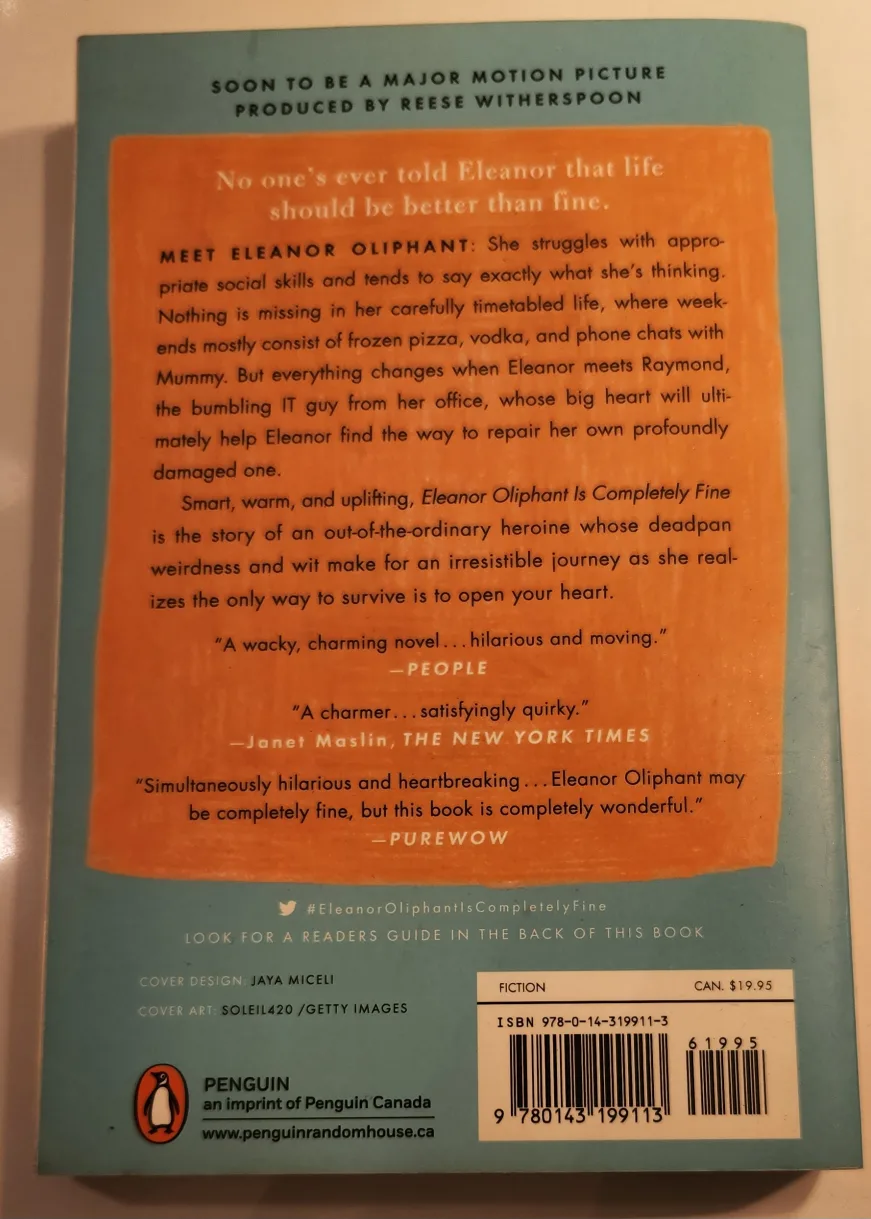 SOON TO BE A MAJOR MOTION PICTURE
PRODUCED BY REESE WITHERSPOON
No one's ever told Eleanor that life
should be better than fine.
MEET ELEANOR OLIPHANT: She struggles with appro-
priate social skills and tends to say exactly what she's thinking.
Nothing is missing in her carefully timetabled life, where week-
ends mostly consist of frozen pizza, vodka, and phone chats with
Mummy. But everything changes when Eleanor meets Raymond,
the bumbling IT guy from her office, whose big heart will ulti-
mately help Eleanor find the way to repair her own profoundly
damaged one.
Smart, warm, and uplifting, Eleanor Oliphant Is Completely Fine
is the story of an out-of-the-ordinary heroine whose deadpan
weirdness and wit make for an irresistible journey as she real-
izes the only way to survive is to open your heart.
"A wacky, charming novel...hilarious and moving."
—PEOPLE
"A charmer...satisfyingly quirky."
—Janet Maslin, THE NEW YORK TIMES
"Simultaneously hilarious and heartbreaking...Eleanor Oliphant may
be completely fine, but this book is completely wonderful."
—PUREWOW
#EleanorOliphantIsCompletelyFine
LOOK FOR A READERS GUIDE IN THE BACK OF THIS BOOK
COVER DESIGN: JAYA MICELI
COVER ART: SOLEIL420 /GETTY IMAGES
PENGUIN
an imprint of Penguin Canada
www.penguinrandomhouse.ca
FICTION CAN. $19.95
ISBN 978-0-14-319911-3
61995
9 780143 199113